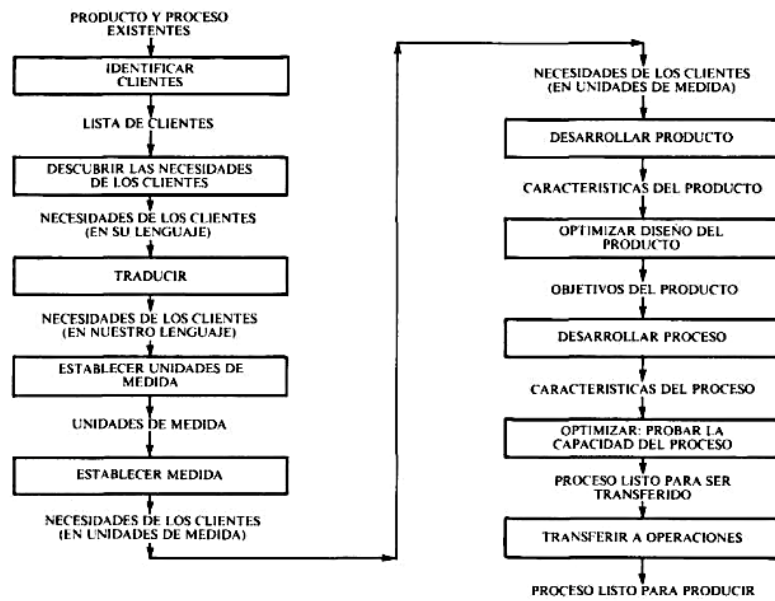 PRODUCTO Y PROCESO
EXISTENTES
IDENTIFICAR
CLIENTES
LISTA DE CLIENTES
DESCUBRIR LAS NECESIDADES
DE LOS CLIENTES
NECESIDADES DE LOS CLIENTES
(EN SU LENGUAJE)
TRADUCIR
NECESIDADES DE LOS CLIENTES
(EN NUESTRO LENGUAJE)
ESTABLECER UNIDADES DE
MEDIDA
UNIDADES DE MEDIDA
ESTABLECER MEDIDA
NECESIDADES DE LOS CLIENTES
(EN UNIDADES DE MEDIDA)
NECESIDADES DE LOS CLIENTES
(EN UNIDADES DE MEDIDA)
DESARROLLAR PRODUCTO
CARACTERISTICAS DEL PRODUCTO
OPTIMIZAR DISEÑO DEL
PRODUCTO
OBJETIVOS DEL PRODUCTO
DESARROLLAR PROCESO
CARACTERISTICAS DEL PROCESO
OPTIMIZAR: PROBAR LA
CAPACIDAD DEL PROCESO
PROCESO LISTO PARA SER
TRANSFERIDO
TRANSFERIR A OPERACIONES
PROCESO LISTO PARA PRODUCIR